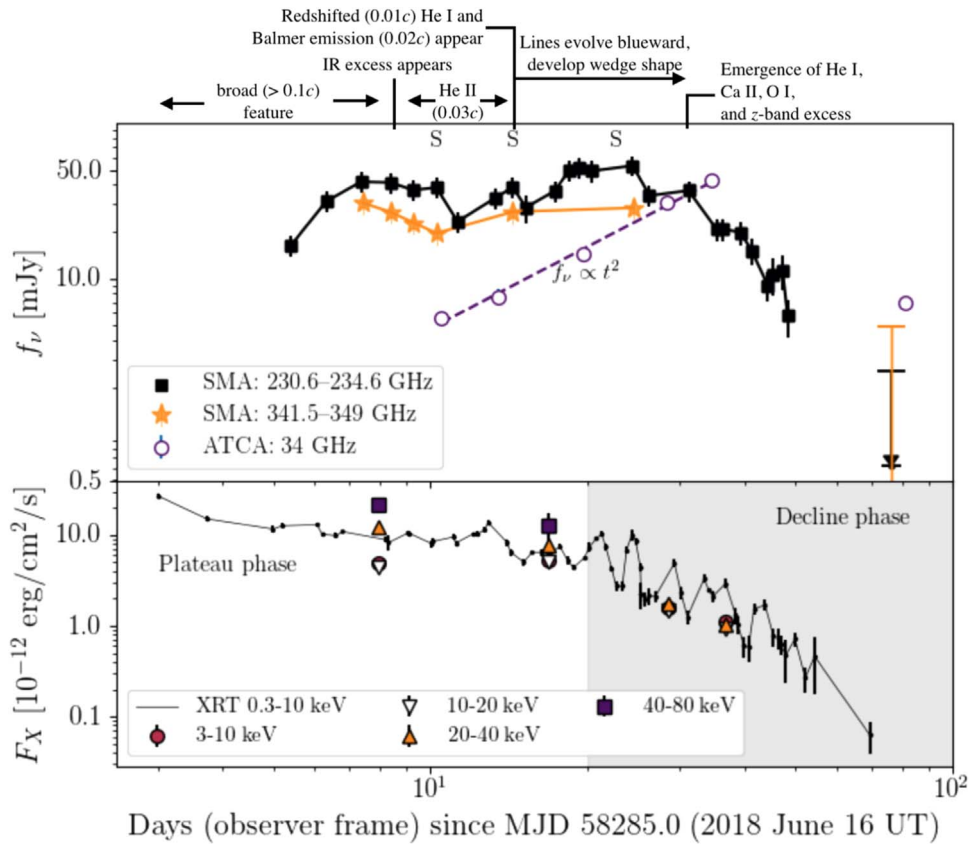 Redshifted (0.01c) He I and
Balmer emission (0.02c) appear
IR excess appears
Lines evolve blueward,
develop wedge shape
Emergence of He I,
Ca II, O I,
and z-band excess
broad (> 0.1c)
feature
He II
(0.03c)
S S S
50.0
10.0
0.5
f_ν [mJy]
f_ν ∝ t²
SMA: 230.6–234.6 GHz
SMA: 341.5–349 GHz
ATCA: 34 GHz
10.0
1.0
0.1
F_X [10⁻¹² erg/cm²/s]
Plateau phase
Decline phase
XRT 0.3-10 keV
3-10 keV
10-20 keV
20-40 keV
40-80 keV
10¹
10²
Days (observer frame) since MJD 58285.0 (2018 June 16 UT)